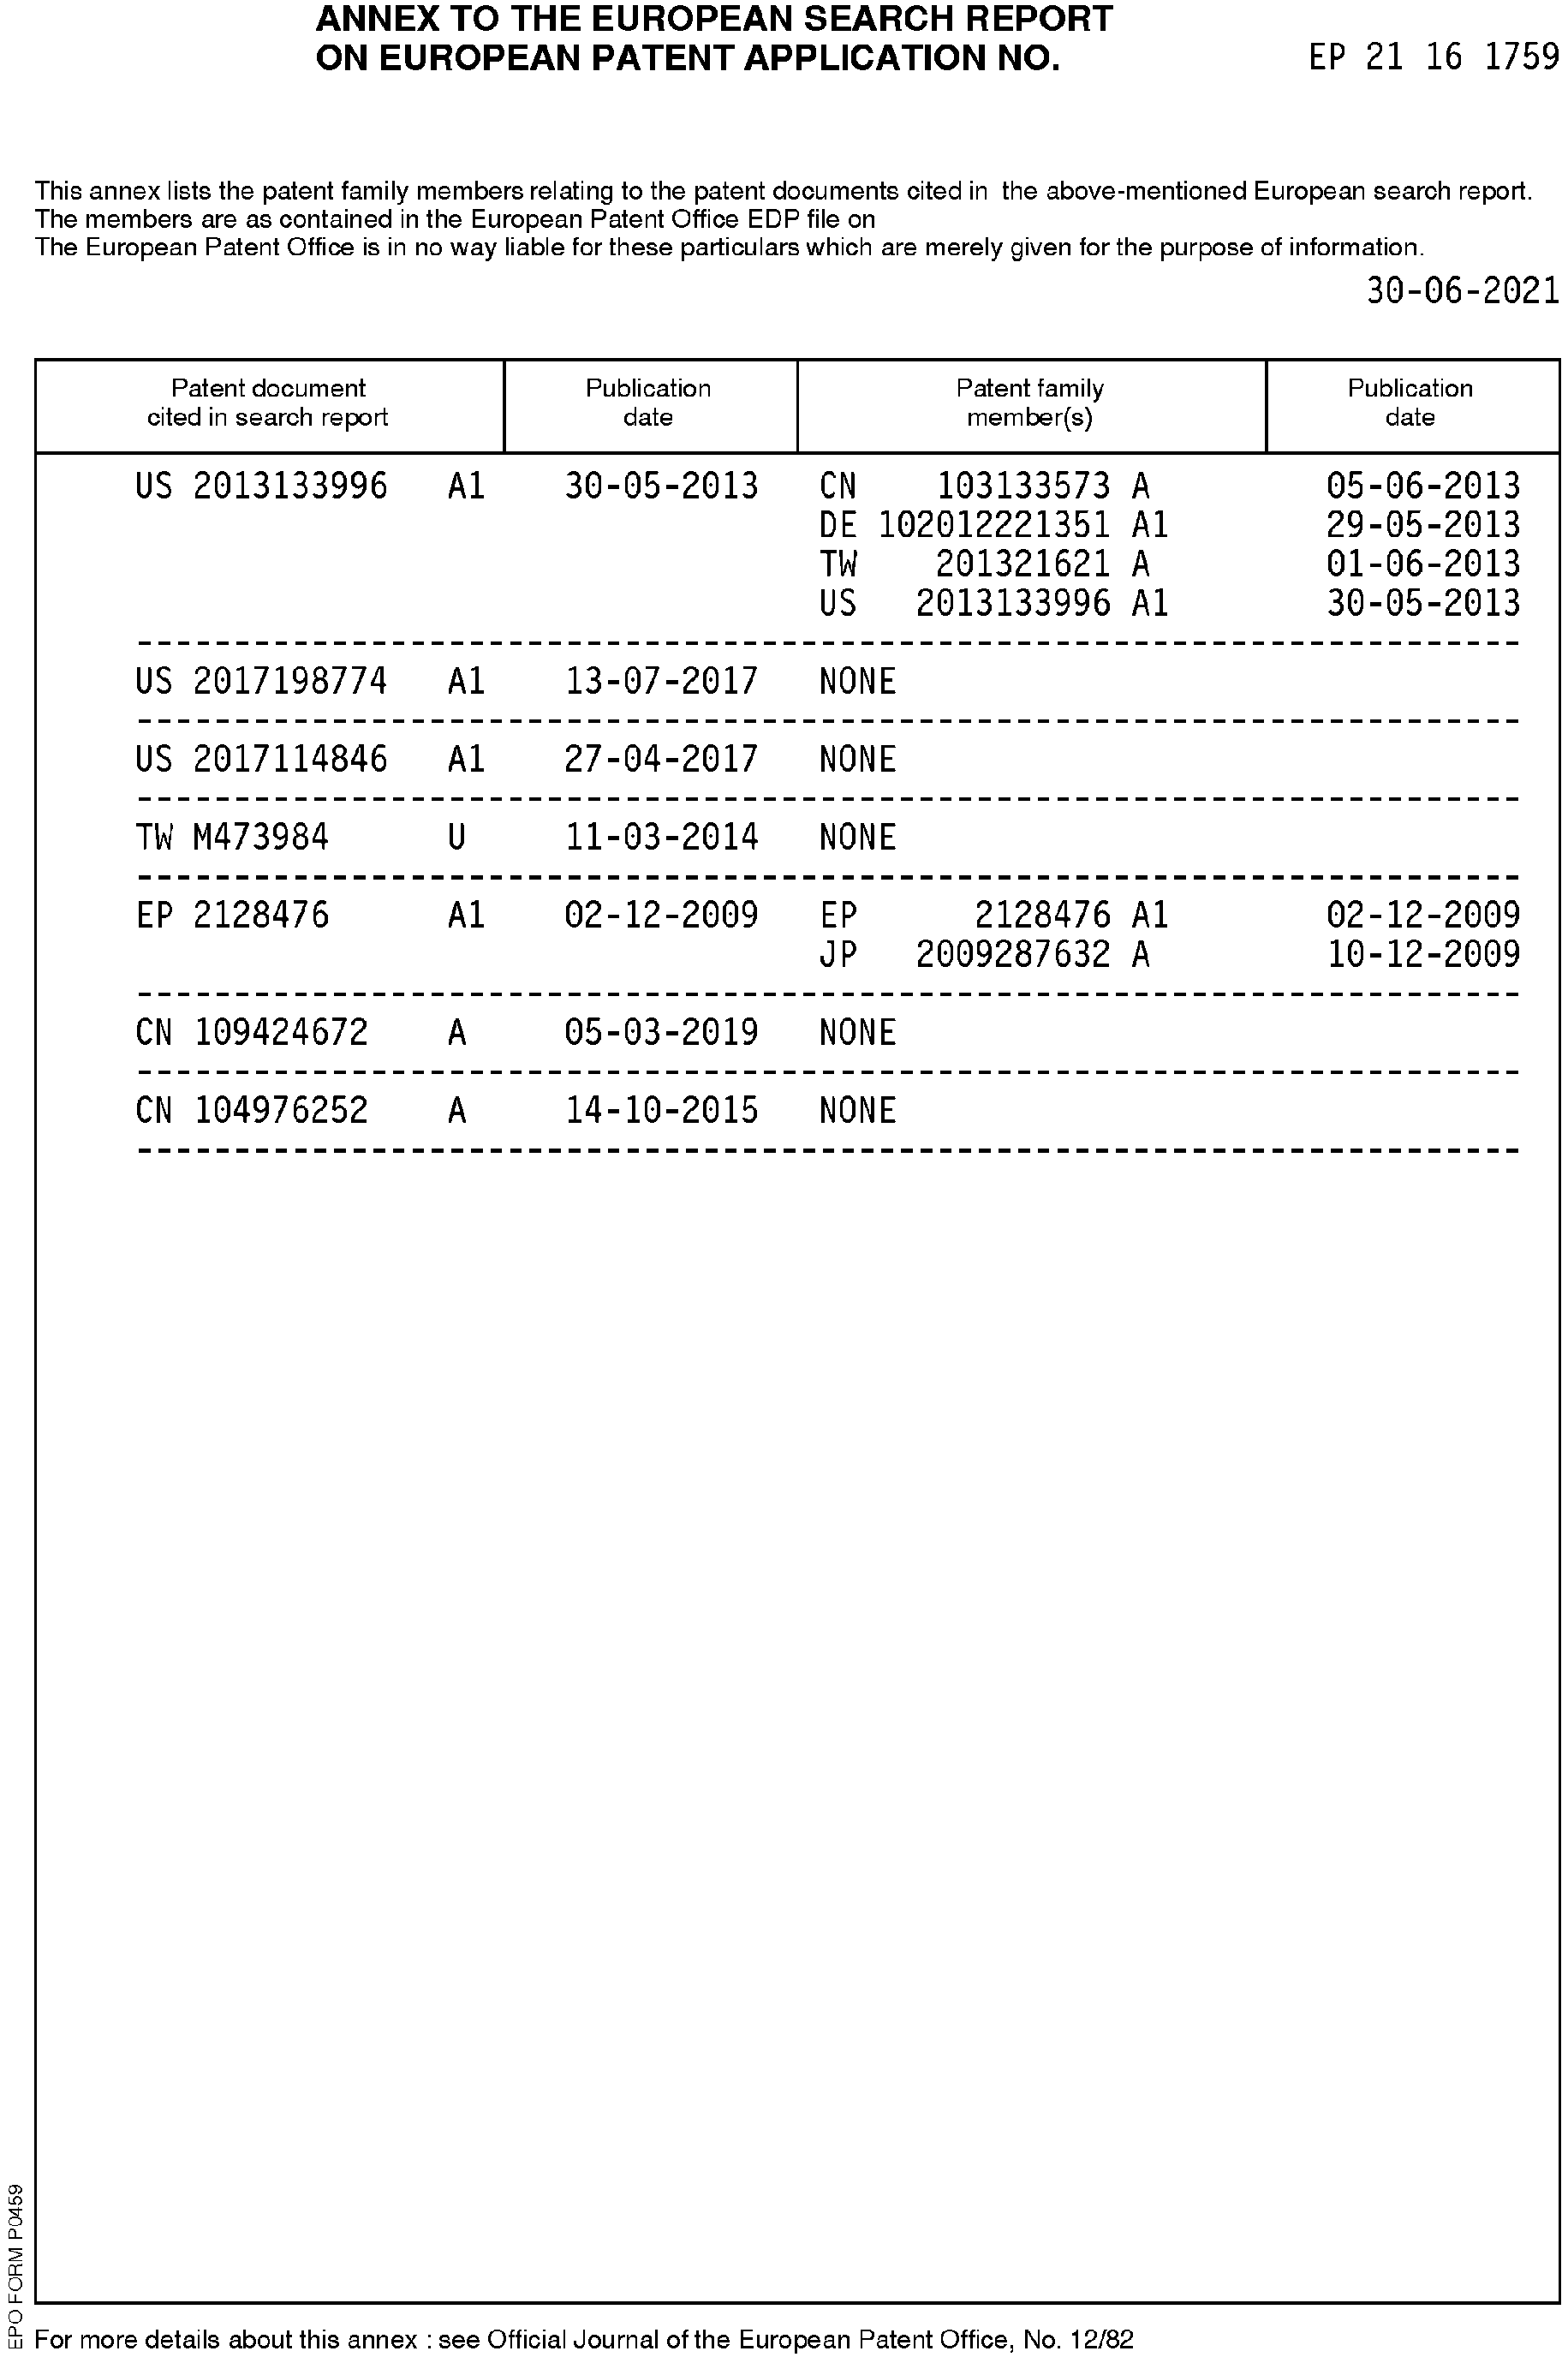 ANNEX TO THE EUROPEAN SEARCH REPORT
ON EUROPEAN PATENT APPLICATION NO. EP 21 16 1759
This annex lists the patent family members relating to the patent documents cited in the above-mentioned European search report.
The members are as contained in the European Patent Office EDP file on
The European Patent Office is in no way liable for these particulars which are merely given for the purpose of information.
30-06-2021
Patent document Publication Patent family Publication
cited in search report date member(s) date
US 2013133996 A1 30-05-2013 CN 103133573 A 05-06-2013
DE 102012221351 A1 29-05-2013
TW 201321621 A 01-06-2013
US 2013133996 A1 30-05-2013
US 2017198774 A1 13-07-2017 NONE
US 2017114846 A1 27-04-2017 NONE
TW M473984 U 11-03-2014 NONE
EP 2128476 A1 02-12-2009 EP 2128476 A1 02-12-2009
JP 2009287632 A 10-12-2009
CN 109424672 A 05-03-2019 NONE
CN 104976252 A 14-10-2015 NONE
EPO FORM P0459
For more details about this annex : see Official Journal of the European Patent Office, No. 12/82